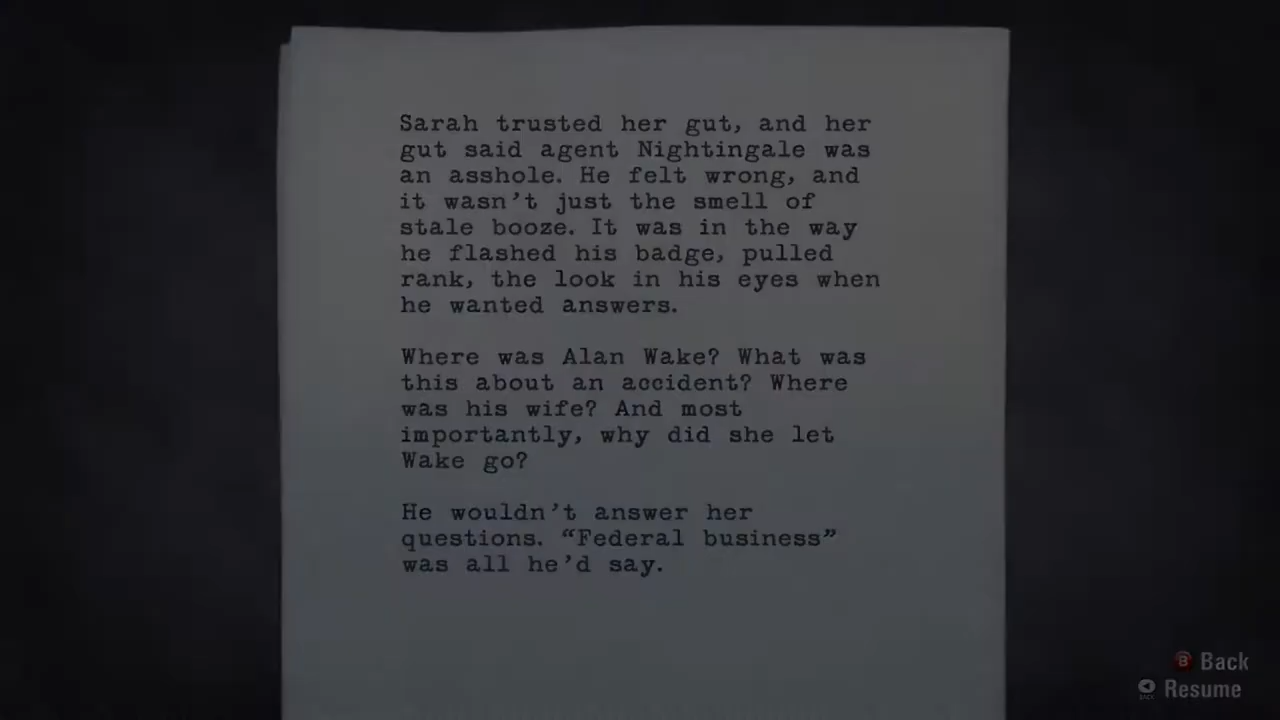 Sarah trusted her gut, and her
gut said agent Nightingale was
an asshole. He felt wrong, and
it wasn't just the smell of
stale booze. It was in the way
he flashed his badge, pulled
rank, the look in his eyes when
he wanted answers.
Where was Alan Wake? What was
this about an accident? Where
was his wife? And most
importantly, why did she let
Wake go?
He wouldn't answer her
questions. “Federal business”
was all he'd say.
B Back
BACK Resume